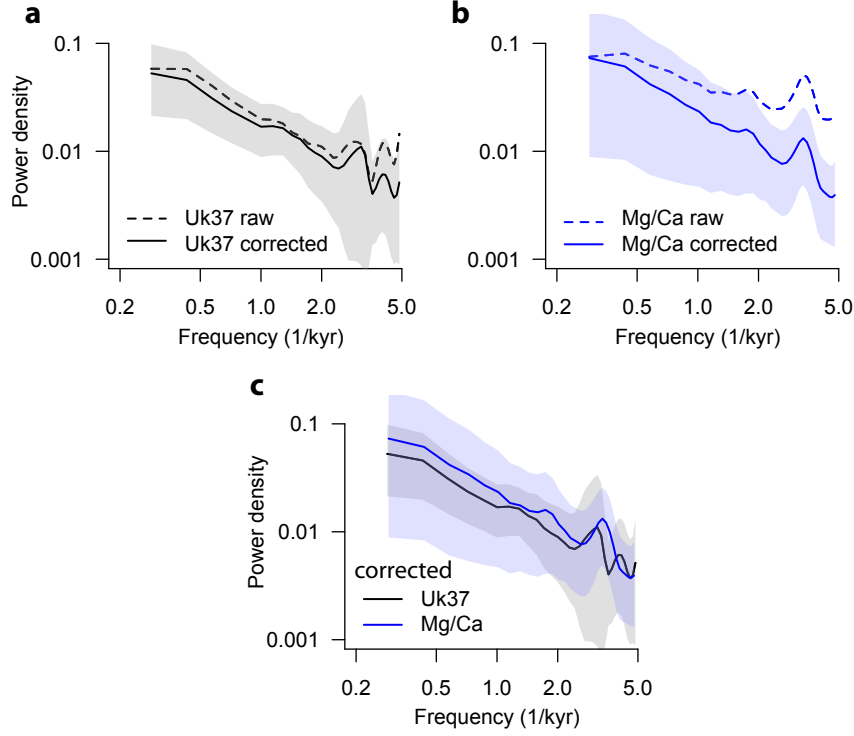 a
Power density
0.1
0.01
0.001
Uk37 raw
Uk37 corrected
0.2 0.5 1.0 2.0 5.0
Frequency (1/kyr)
b
0.1
0.01
0.001
Mg/Ca raw
Mg/Ca corrected
0.2 0.5 1.0 2.0 5.0
Frequency (1/kyr)
c
Power density
0.1
0.01
0.001
corrected
Uk37
Mg/Ca
0.2 0.5 1.0 2.0 5.0
Frequency (1/kyr)